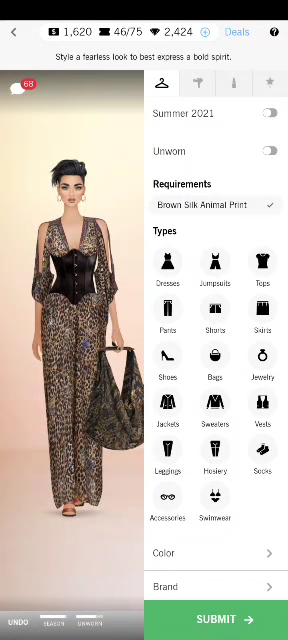 1,620 46/75 2,424 Deals
Style a fearless look to best express a bold spirit.
68
Summer 2021
Unworn
Requirements
Brown Silk Animal Print
Types
Dresses Jumpsuits Tops
Pants Shorts Skirts
Shoes Bags Jewelry
Jackets Sweaters Vests
Leggings Hosiery Socks
Accessories Swimwear
Color
Brand
UNDO SEASON UNWORN
SUBMIT